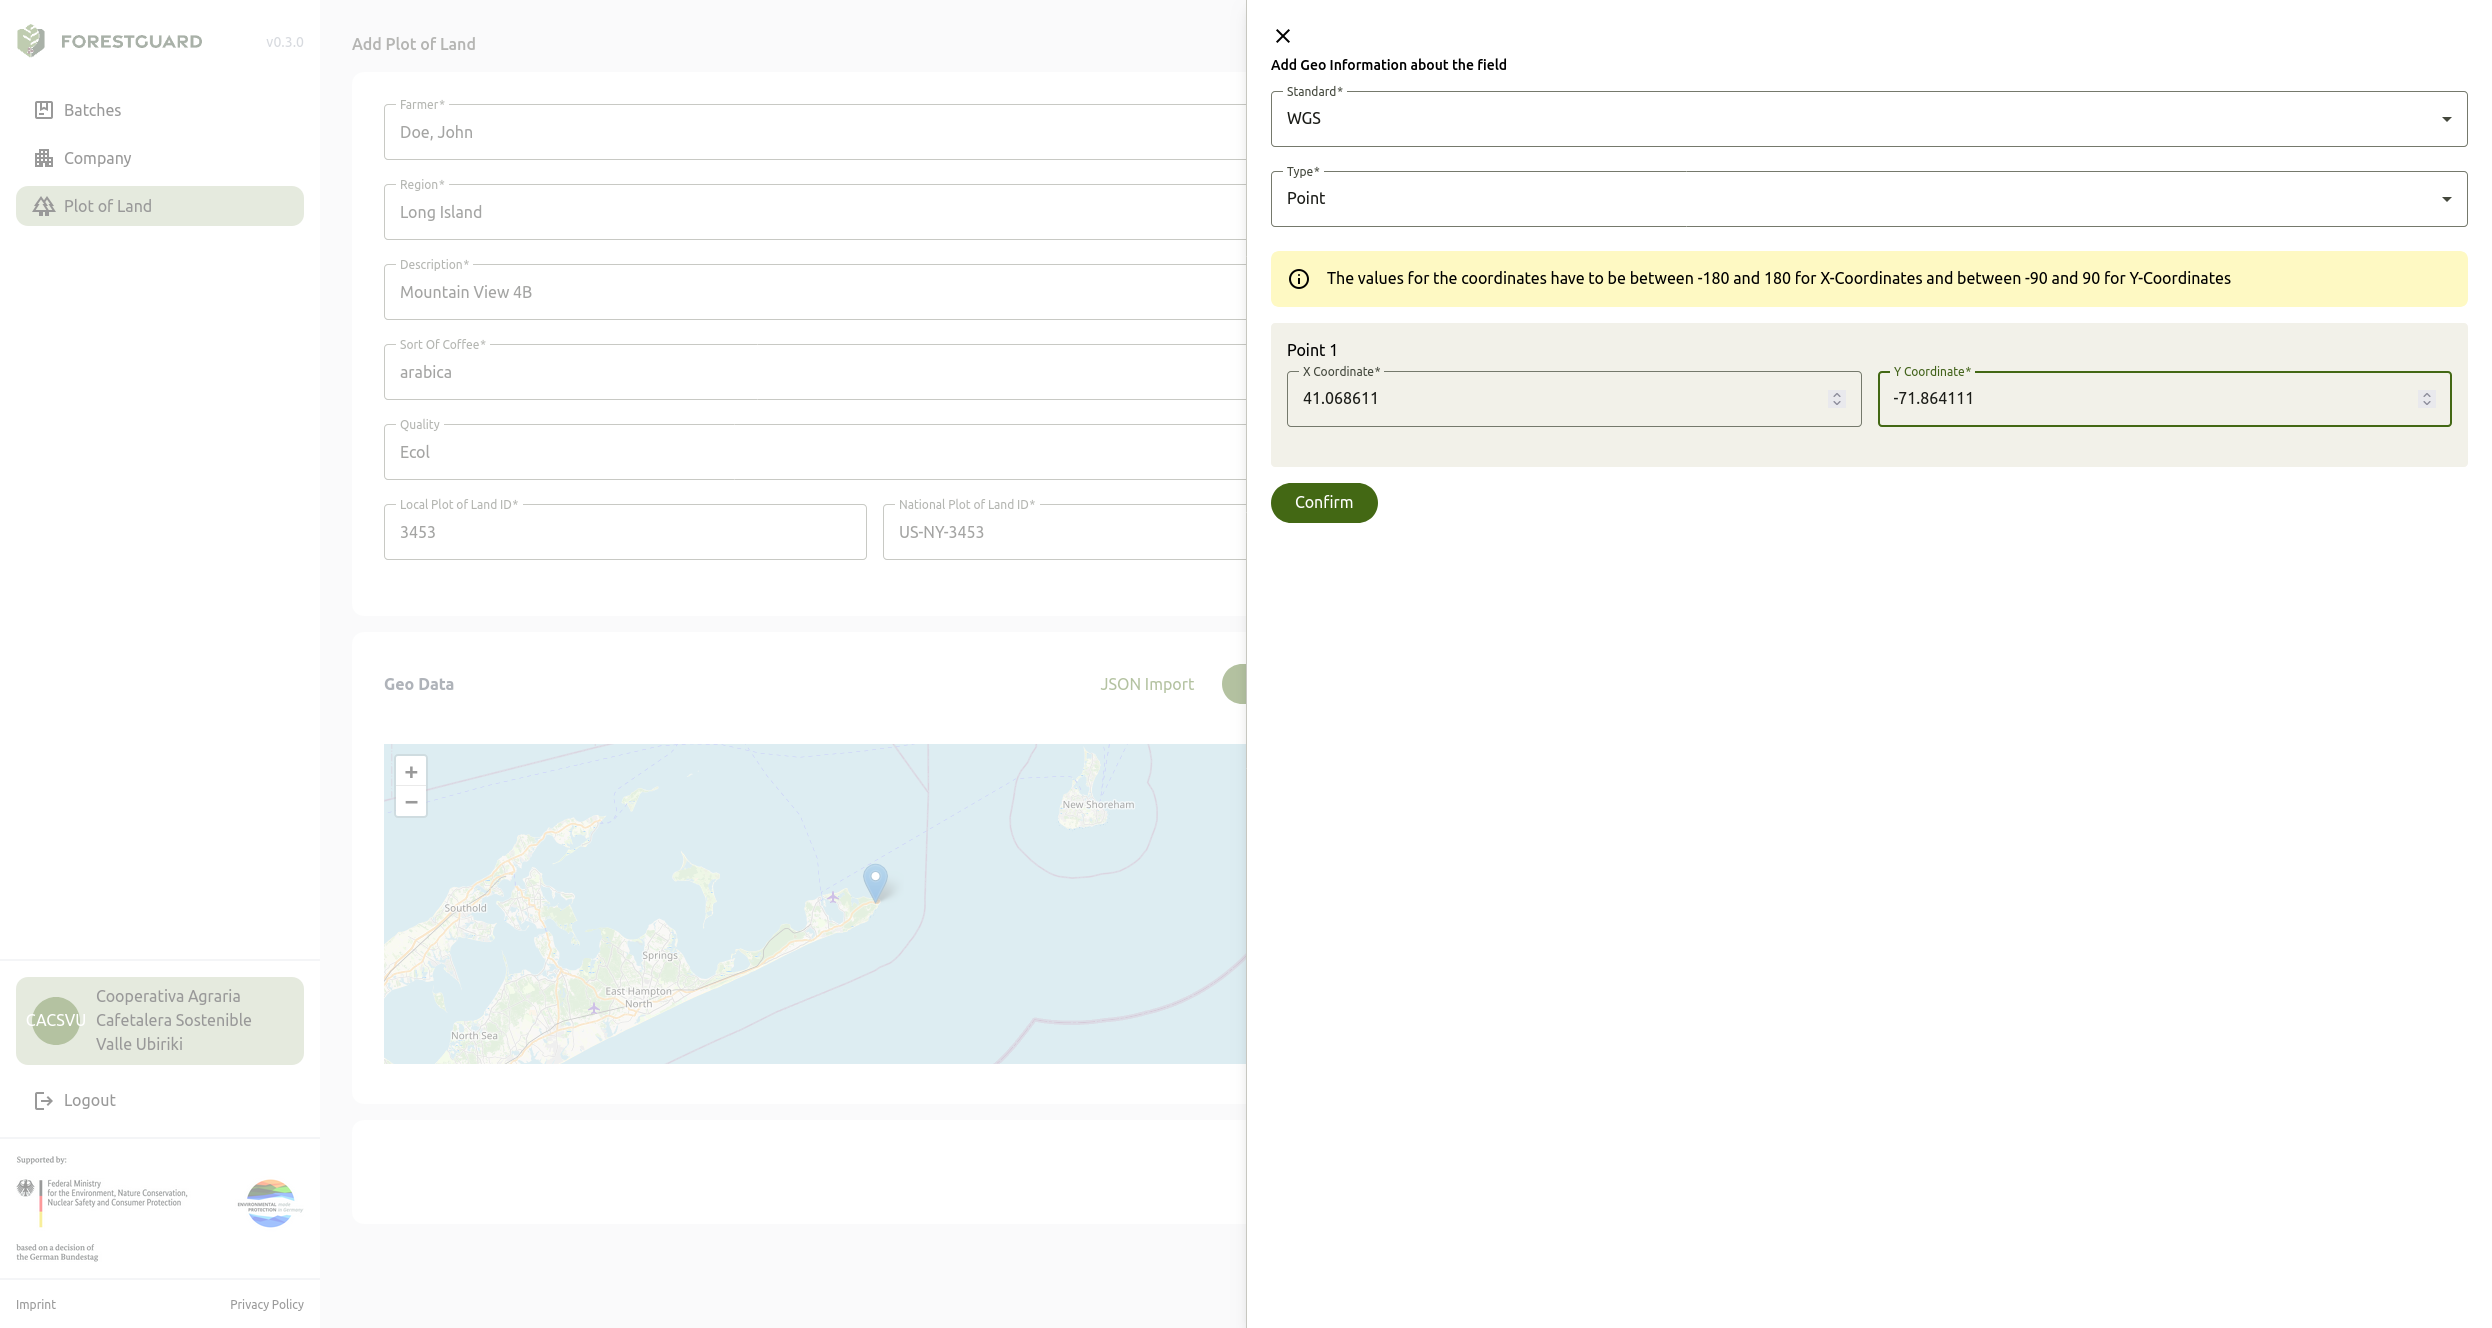 FORESTGUARD
v0.3.0
Batches
Company
Plot of Land
Cooperativa Agraria
Cafetalera Sostenible
Valle Ubiriki
CACSVU
Logout
Supported by:
Federal Ministry
for the Environment, Nature Conservation,
Nuclear Safety and Consumer Protection
ENVIRONMENTAL
PROTECTION
based on a decision of
the German Bundestag
Imprint
Privacy Policy
Add Plot of Land
Farmer*
Doe, John
Region*
Long Island
Description*
Mountain View 4B
Sort Of Coffee*
arabica
Quality
Ecol
Local Plot of Land ID*
3453
National Plot of Land ID*
US-NY-3453
Geo Data
JSON Import
+
−
New Shoreham
Southold
Springs
East Hampton
North
North Sea
Add Geo Information about the field
Standard*
WGS
Type*
Point
The values for the coordinates have to be between -180 and 180 for X-Coordinates and between -90 and 90 for Y-Coordinates
Point 1
X Coordinate*
41.068611
Y Coordinate*
-71.864111
Confirm